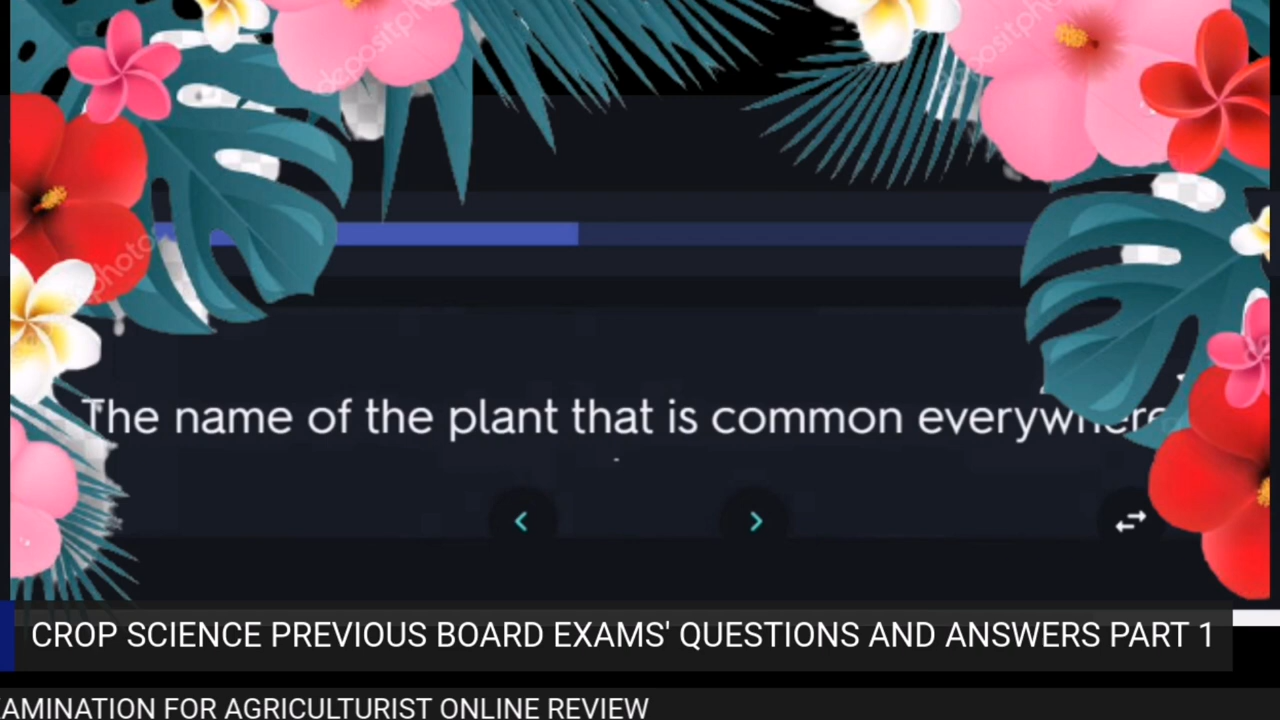 The name of the plant that is common everywhere
CROP SCIENCE PREVIOUS BOARD EXAMS' QUESTIONS AND ANSWERS PART 1
AMINATION FOR AGRICULTURIST ONLINE REVIEW